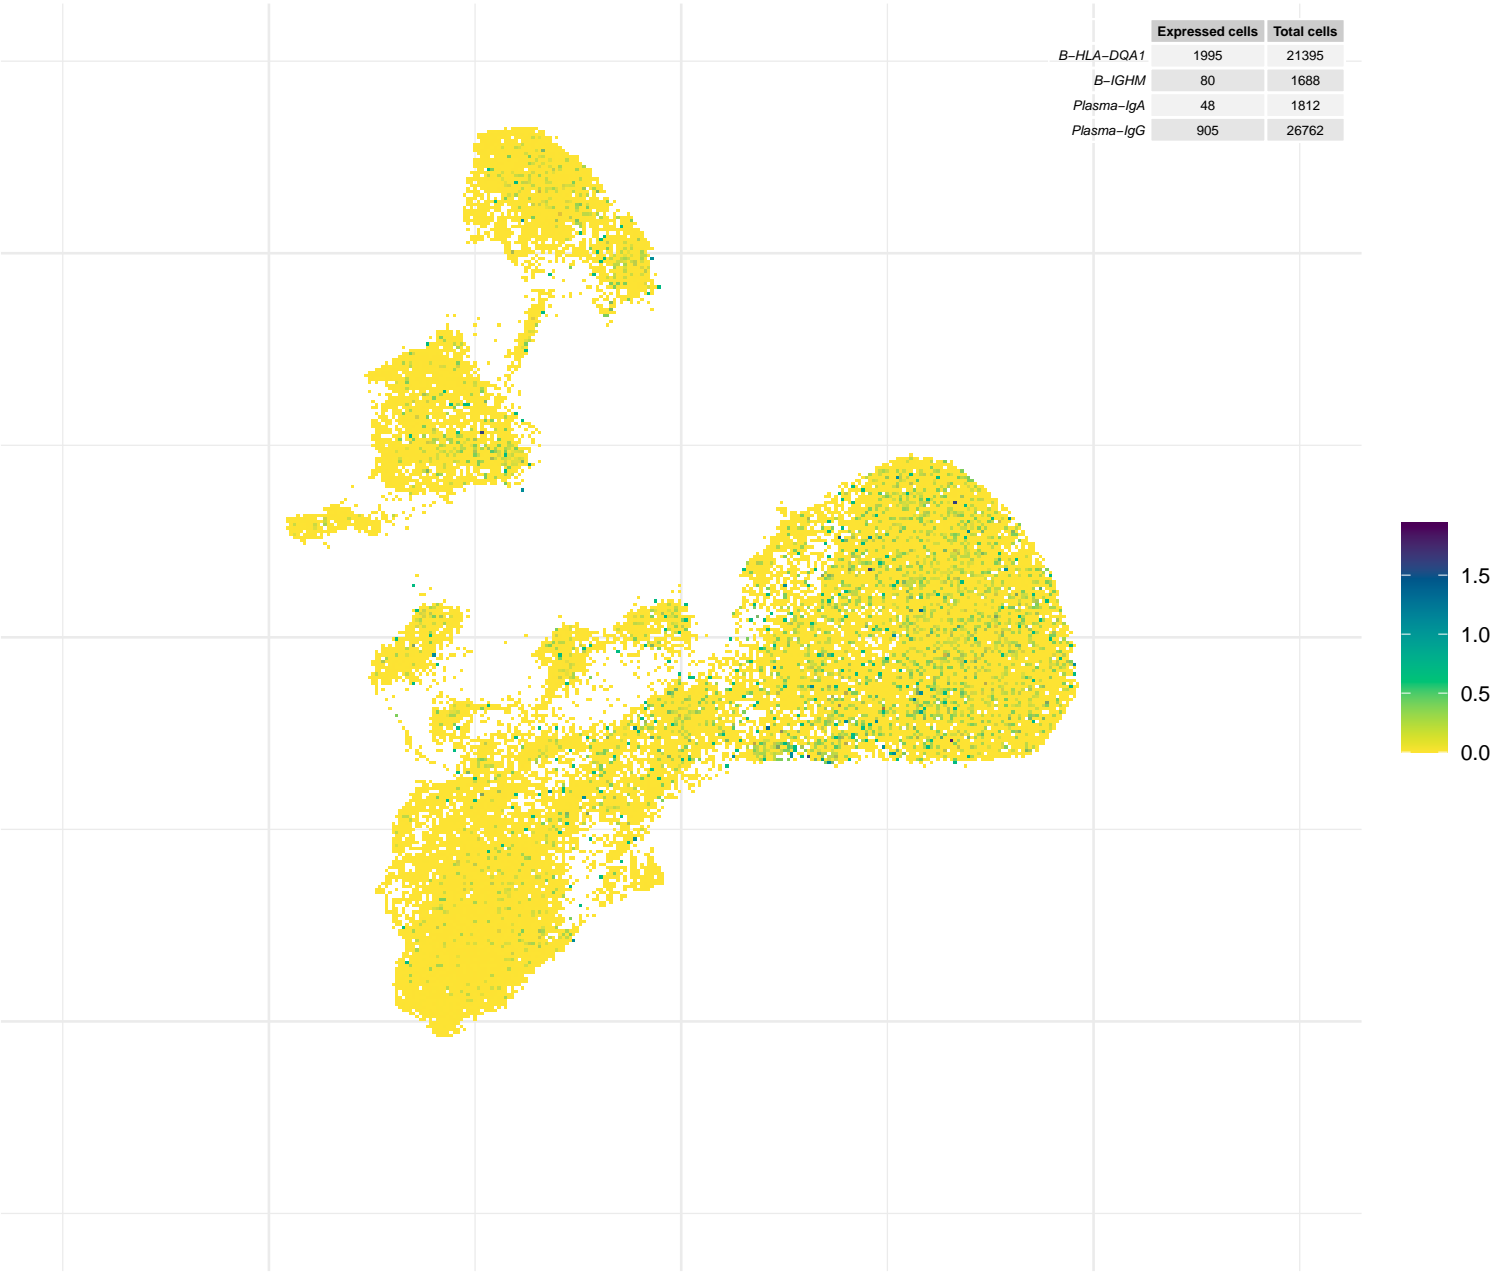 Expressed cells Total cells
B−HLA−DQA1 1995 21395
B−IGHM 80 1688
Plasma−IgA 48 1812
Plasma−IgG 905 26762
1.5
1.0
0.5
0.0